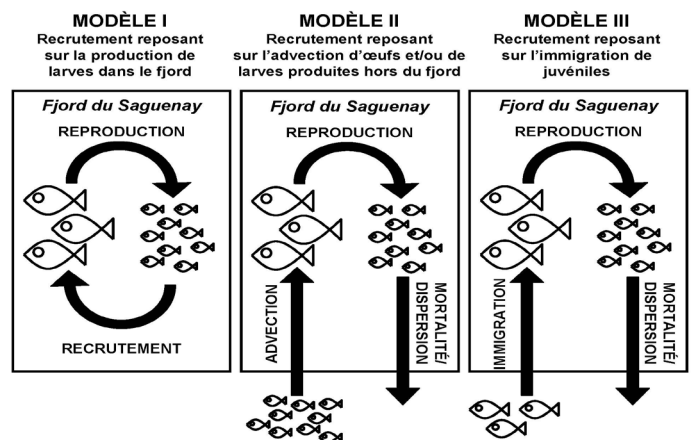 MODÈLE I
Recrutement reposant
sur la production de
larves dans le fjord
Fjord du Saguenay
REPRODUCTION
RECRUTEMENT
MODÈLE II
Recrutement reposant
sur l’advection d’œufs et/ou de
larves produites hors du fjord
Fjord du Saguenay
REPRODUCTION
ADVECTION
MORTALITÉ/
DISPERSION
MODÈLE III
Recrutement reposant
sur l’immigration de
juvéniles
Fjord du Saguenay
REPRODUCTION
IMMIGRATION
MORTALITÉ/
DISPERSION